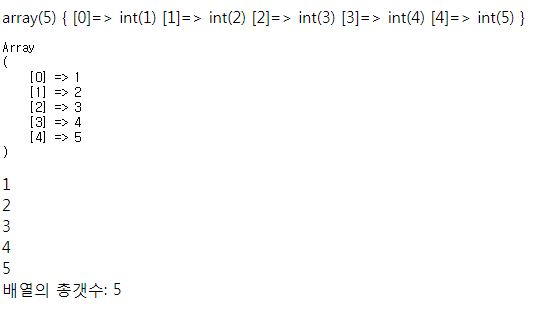 array(5) { [0]=> int(1) [1]=> int(2) [2]=> int(3) [3]=> int(4) [4]=> int(5) }
Array
(
    [0] => 1
    [1] => 2
    [2] => 3
    [3] => 4
    [4] => 5
)
1
2
3
4
5
배열의 총갯수: 5